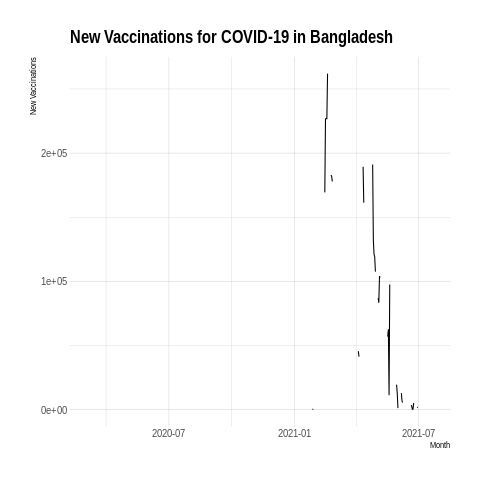 New Vaccinations for COVID-19 in Bangladesh
New Vaccinations
2e+05
1e+05
0e+00
2020-07
2021-01
2021-07
Month